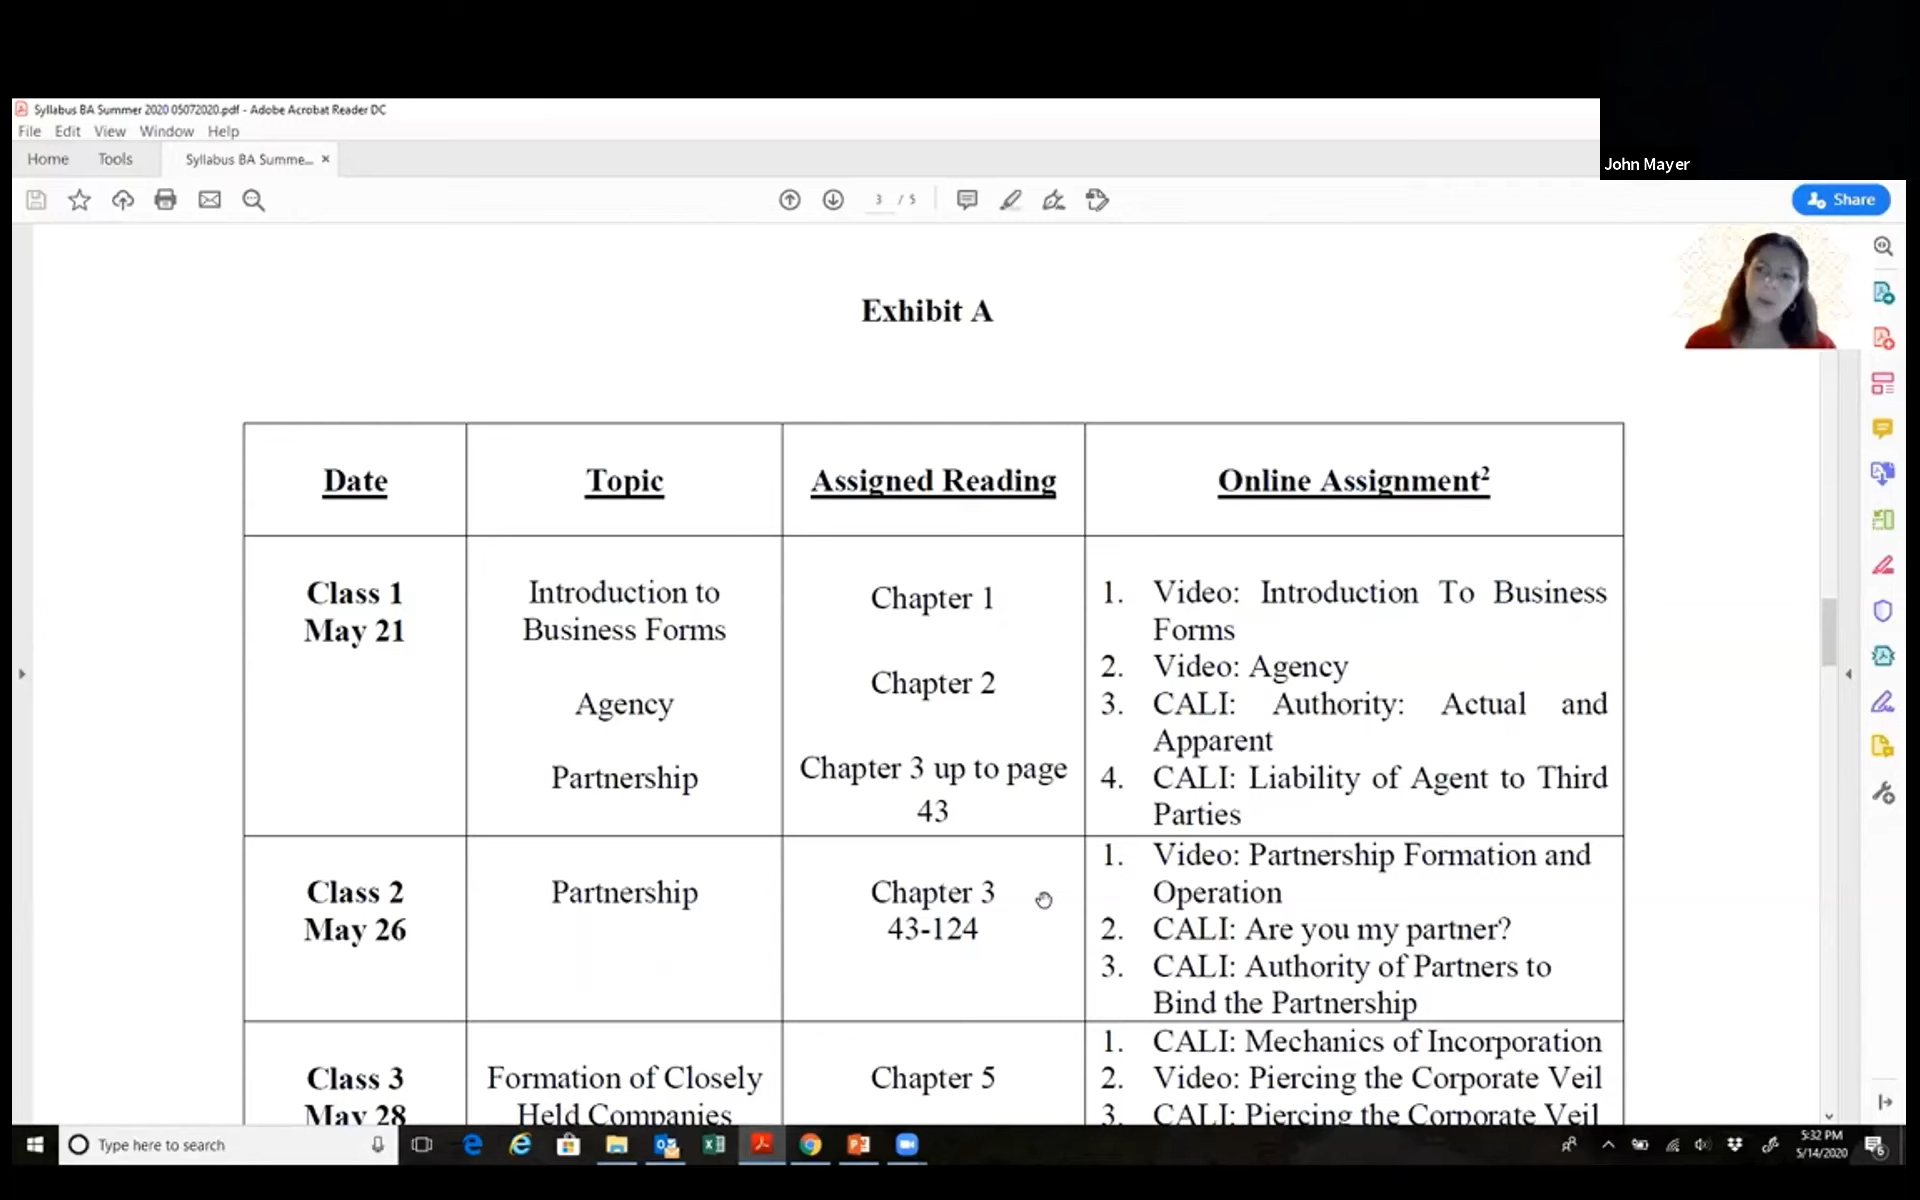 Syllabus BA Summer 2020 05072020.pdf - Adobe Acrobat Reader DC
File Edit View Window Help
Home Tools Syllabus BA Summe... ×
John Mayer
3 / 5
Share
Exhibit A
Date Topic Assigned Reading Online Assignment²
Class 1
May 21
Introduction to
Business Forms
Agency
Partnership
Chapter 1
Chapter 2
Chapter 3 up to page
43
1. Video: Introduction To Business
Forms
2. Video: Agency
3. CALI: Authority: Actual and
Apparent
4. CALI: Liability of Agent to Third
Parties
Class 2
May 26
Partnership
Chapter 3
43-124
1. Video: Partnership Formation and
Operation
2. CALI: Are you my partner?
3. CALI: Authority of Partners to
Bind the Partnership
Class 3
May 28
Formation of Closely
Held Companies
Chapter 5
1. CALI: Mechanics of Incorporation
2. Video: Piercing the Corporate Veil
3. CALI: Piercing the Corporate Veil
Type here to search
5:32 PM
5/14/2020
6